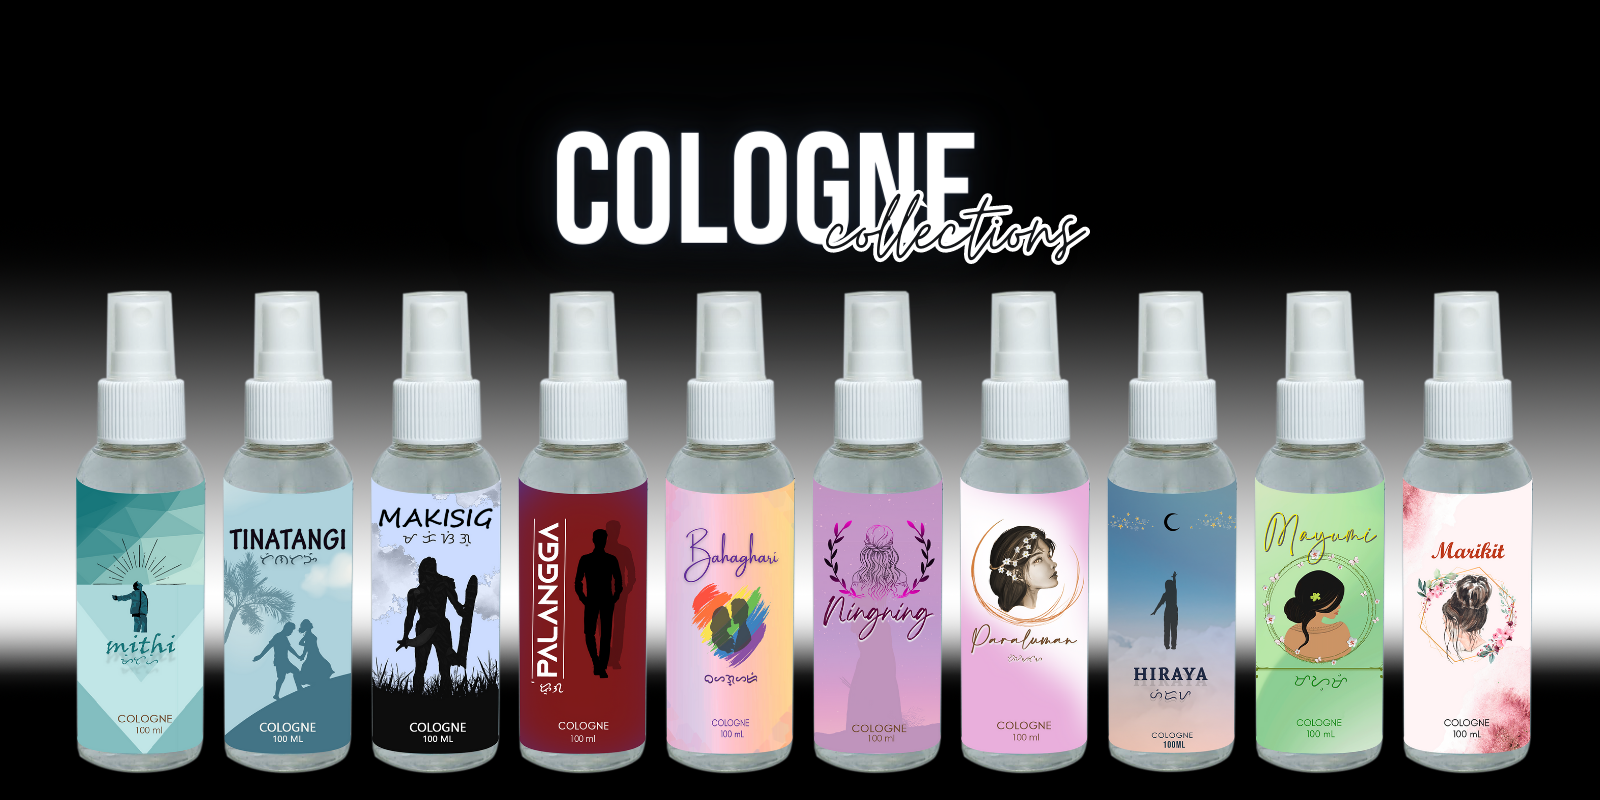 COLOGNE
collections
mithi
COLOGNE
100 ml
TINATANGI
COLOGNE
100 ML
MAKISIG
COLOGNE
100 ML
PALANGGA
COLOGNE
100 ml
Bahaghari
COLOGNE
100 mL
Ningning
COLOGNE
100 ml
Paraluman
COLOGNE
100 ml
HIRAYA
COLOGNE
100ML
Mayumi
COLOGNE
100 mL
Marikit
COLOGNE
100 mL